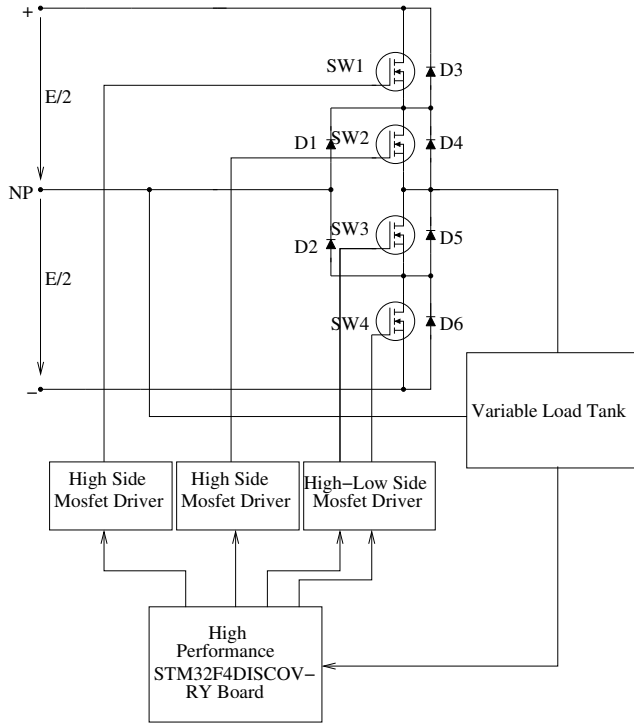 +
SW1
D3
E/2
D1
SW2
D4
NP
SW3
D2
D5
E/2
SW4
D6
−
Variable Load Tank
High Side
Mosfet Driver
High Side
Mosfet Driver
High−Low Side
Mosfet Driver
High
Performance
STM32F4DISCOV−
RY Board